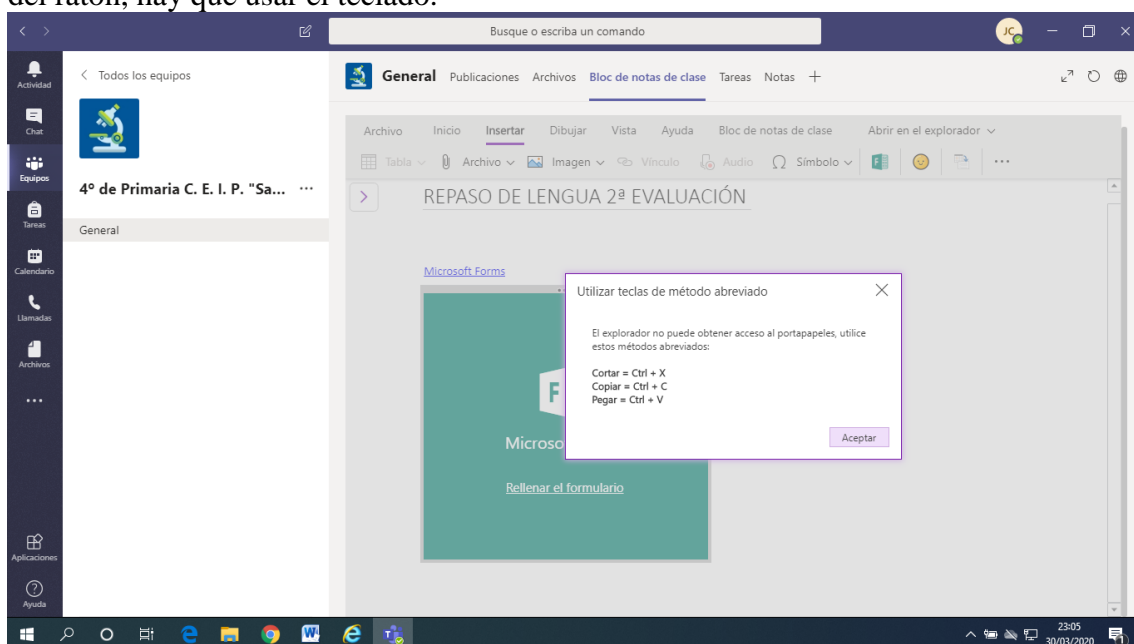 del ratón, hay que usar el teclado.
Busque o escriba un comando
JC
Actividad
Chat
Equipos
Tareas
Calendario
Llamadas
Archivos
Aplicaciones
Ayuda
Todos los equipos
4º de Primaria C. E. I. P. "Sa...
General
General Publicaciones Archivos Bloc de notas de clase Tareas Notas +
Archivo Inicio Insertar Dibujar Vista Ayuda Bloc de notas de clase Abrir en el explorador
Tabla Archivo Imagen Vínculo Audio Símbolo
REPASO DE LENGUA 2ª EVALUACIÓN
Microsoft Forms
F
Microso
Rellenar el formulario
Utilizar teclas de método abreviado
El explorador no puede obtener acceso al portapapeles, utilice
estos métodos abreviados:
Cortar = Ctrl + X
Copiar = Ctrl + C
Pegar = Ctrl + V
Aceptar
23:05
30/03/2020